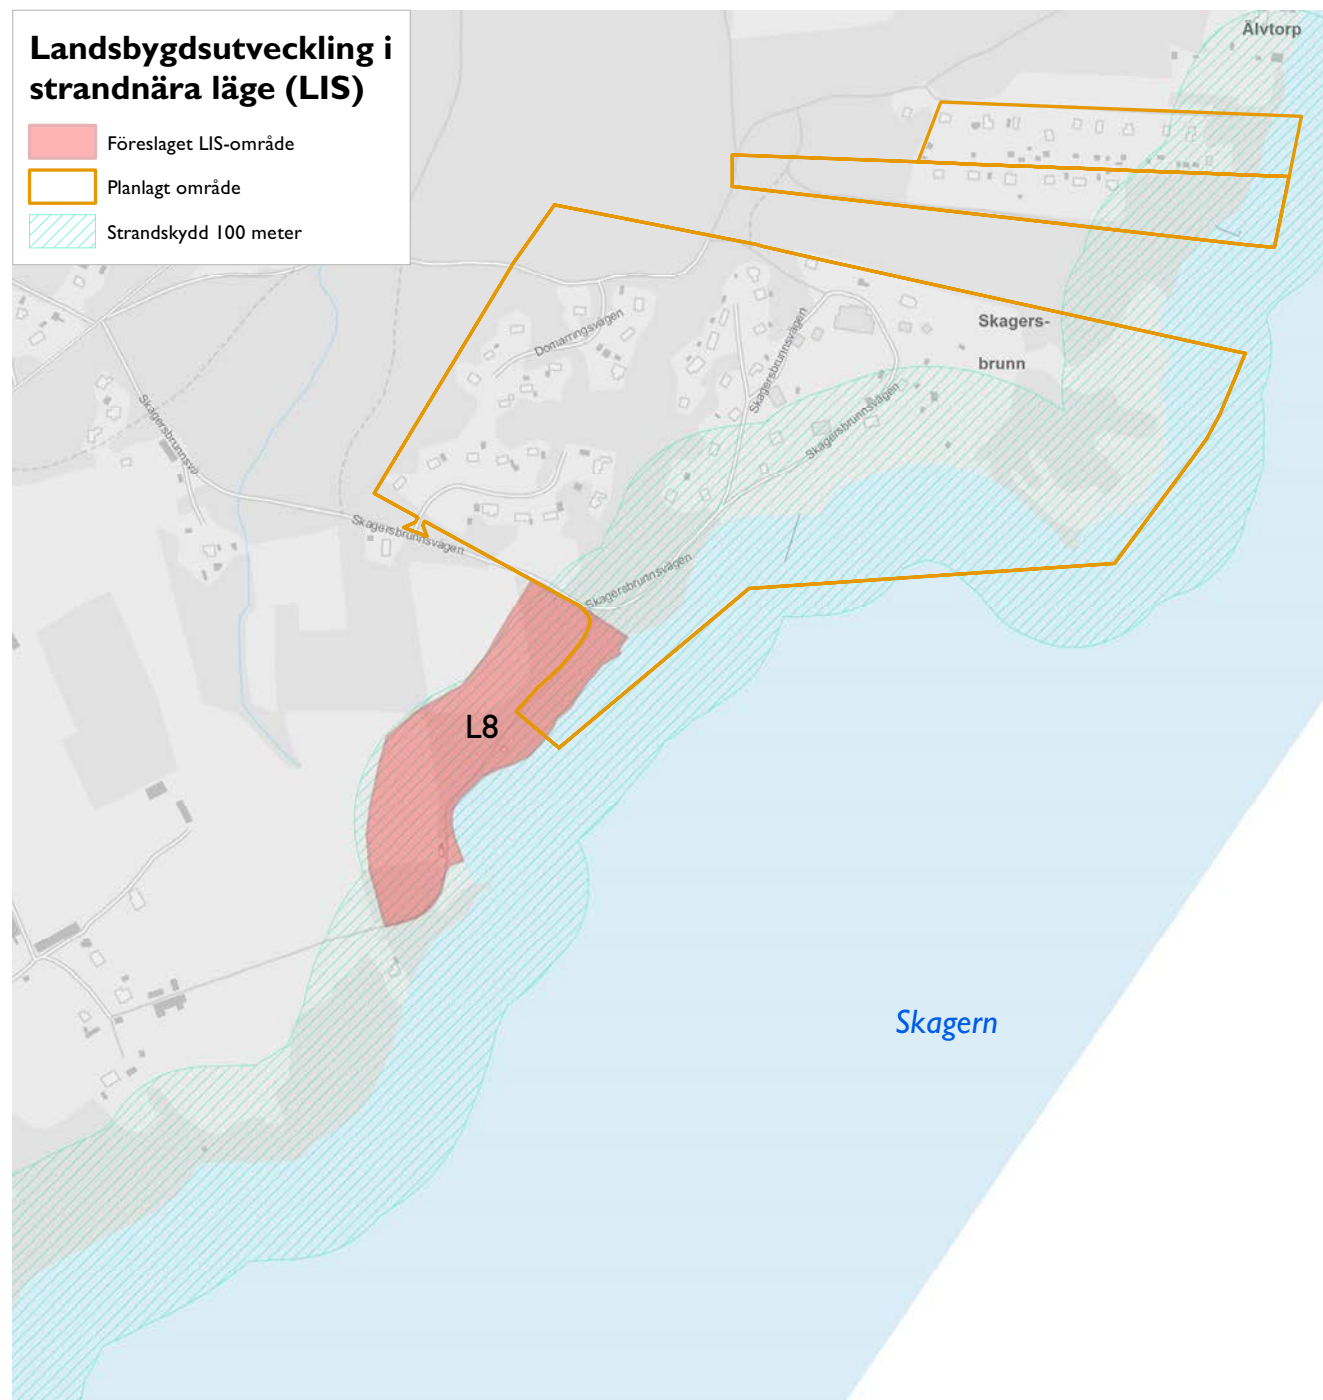 Landsbygdsutveckling i
strandnära läge (LIS)
Föreslaget LIS-område
Planlagt område
Strandskydd 100 meter
Älvtorp
Skagers-
brunn
Domarringsvägen
Skagersbrunnsvägen
Skagersbrunnsvägen
Skagersbrunnsvä
Skagersbrunnsvägen
Skagersbrunnsvägen
L8
Skagern